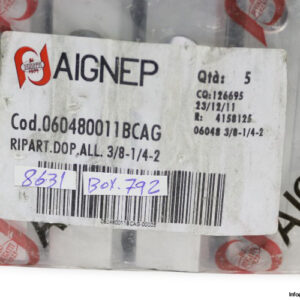 AIGNEP
Qtà: 5
CQ:126695
23/12/11
R: 4158125
Cod.060480011BCAG
06048 3/8-1/4-2
RIPART.DOP.ALL. 3/8-1/4-2
8631
BOX.792